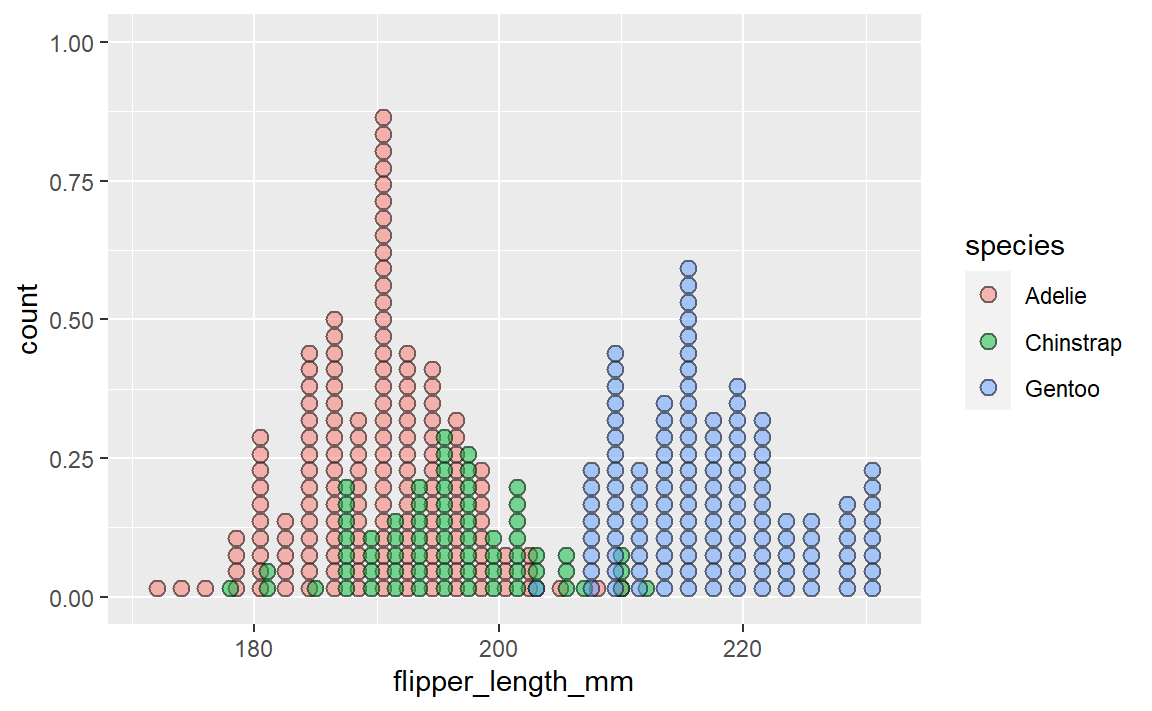 1.00
0.75
0.50
0.25
0.00
count
180
200
220
flipper_length_mm
species
Adelie
Chinstrap
Gentoo